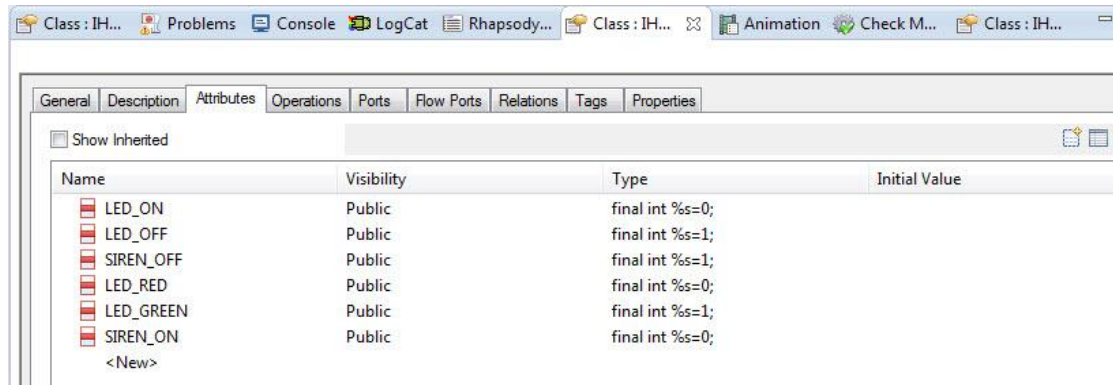 Class : IH... Problems Console LogCat Rhapsody... Class : IH... Animation Check M... Class : IH...
General Description Attributes Operations Ports Flow Ports Relations Tags Properties
Show Inherited
Name Visibility Type Initial Value
LED_ON Public final int %s=0;
LED_OFF Public final int %s=1;
SIREN_OFF Public final int %s=1;
LED_RED Public final int %s=0;
LED_GREEN Public final int %s=1;
SIREN_ON Public final int %s=0;
<New>